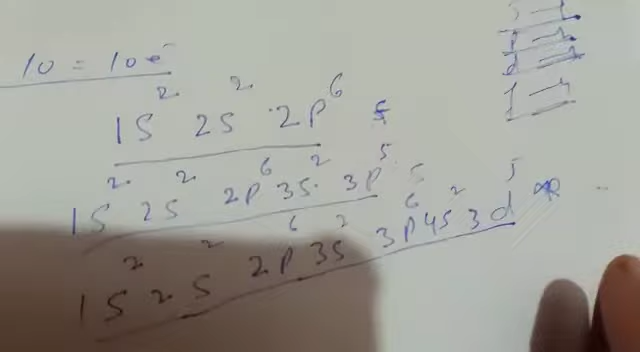 10 = 10e⁻
1s² 2s² 2p⁶
1s² 2s² 2p⁶ 3s² 3p⁵
1s² 2s² 2p⁶ 3s² 3p⁶ 4s² 3d⁵